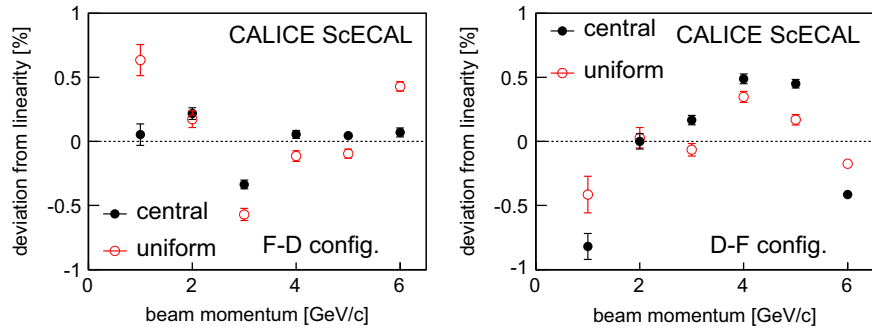 CALICE ScECAL
deviation from linearity [%]
1
0.5
0
-0.5
-1
central
uniform
F-D config.
0
2
4
6
beam momentum [GeV/c]
central
CALICE ScECAL
uniform
deviation from linearity [%]
1
0.5
0
-0.5
-1
D-F config.
0
2
4
6
beam momentum [GeV/c]